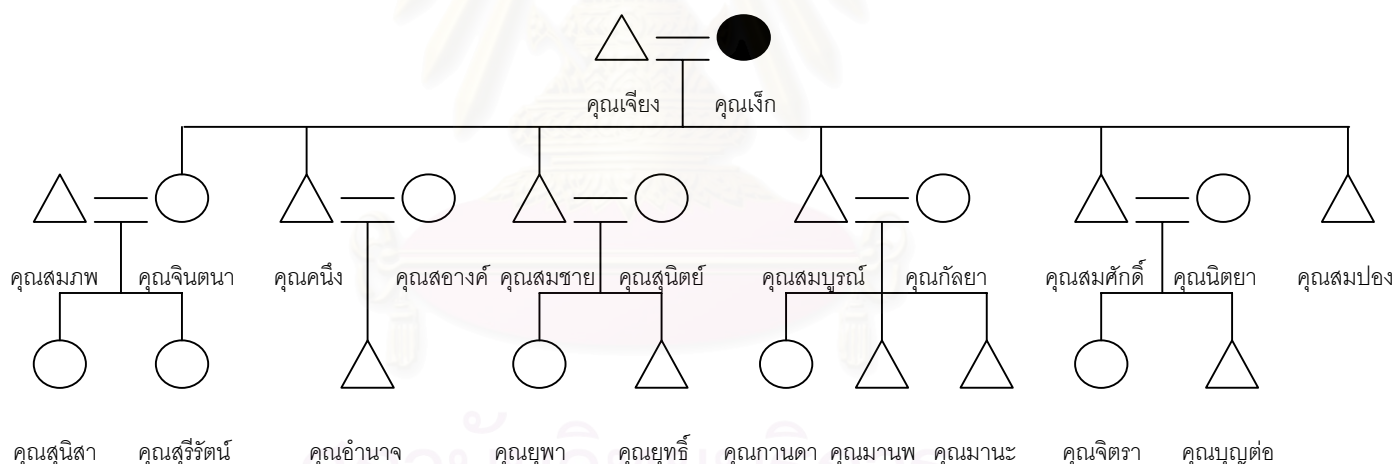 คุณเจียง คุณเง็ก
คุณสมภพ คุณจินตนา คุณคนึง คุณสอางค์ คุณสมชาย คุณสุนิตย์ คุณสมบูรณ์ คุณกัลยา คุณสมศักดิ์ คุณนิตยา คุณสมปอง
คุณสุนิสา คุณสุรีรัตน์ คุณอำนาจ คุณยุพา คุณยุทธิ์ คุณกานดา คุณมานพ คุณมานะ คุณจิตรา คุณบุญต่อ